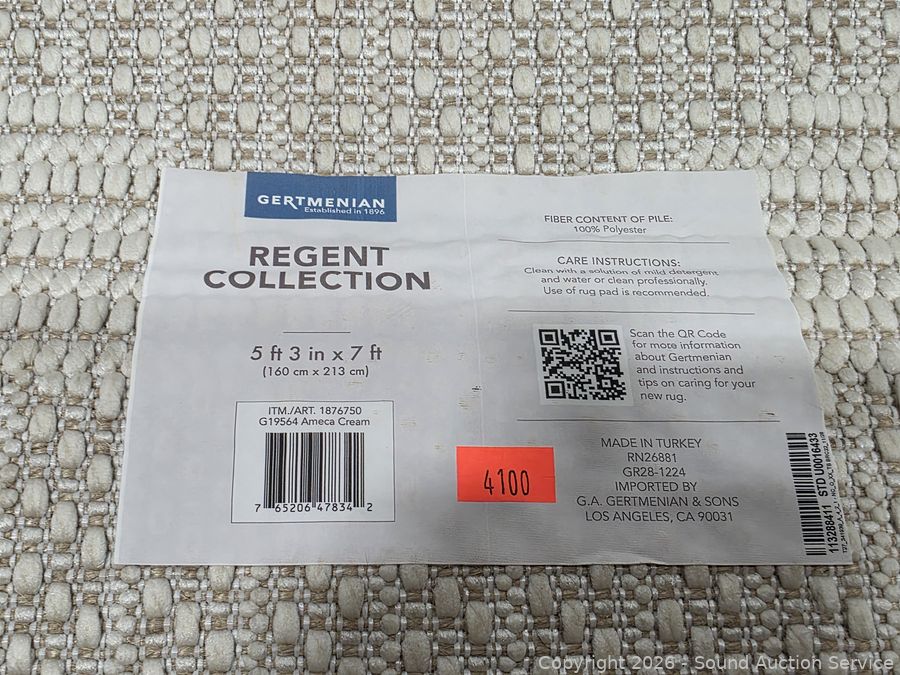 GERTMENIAN
Established in 1896
REGENT
COLLECTION
5 ft 3 in x 7 ft
(160 cm x 213 cm)
ITM./ART. 1876750
G19564 Ameca Cream
7 65206 47834 2
4100
FIBER CONTENT OF PILE:
100% Polyester
CARE INSTRUCTIONS:
Clean with a solution of mild detergent
and water or clean professionally.
Use of rug pad is recommended.
Scan the QR Code
for more information
about Gertmenian
and instructions and
tips on caring for your
new rug.
MADE IN TURKEY
RN26881
GR28-1224
IMPORTED BY
G.A. GERTMENIAN & SONS
LOS ANGELES, CA 90031
113288411 STD U0016433
Copyright 2026 - Sound Auction Service